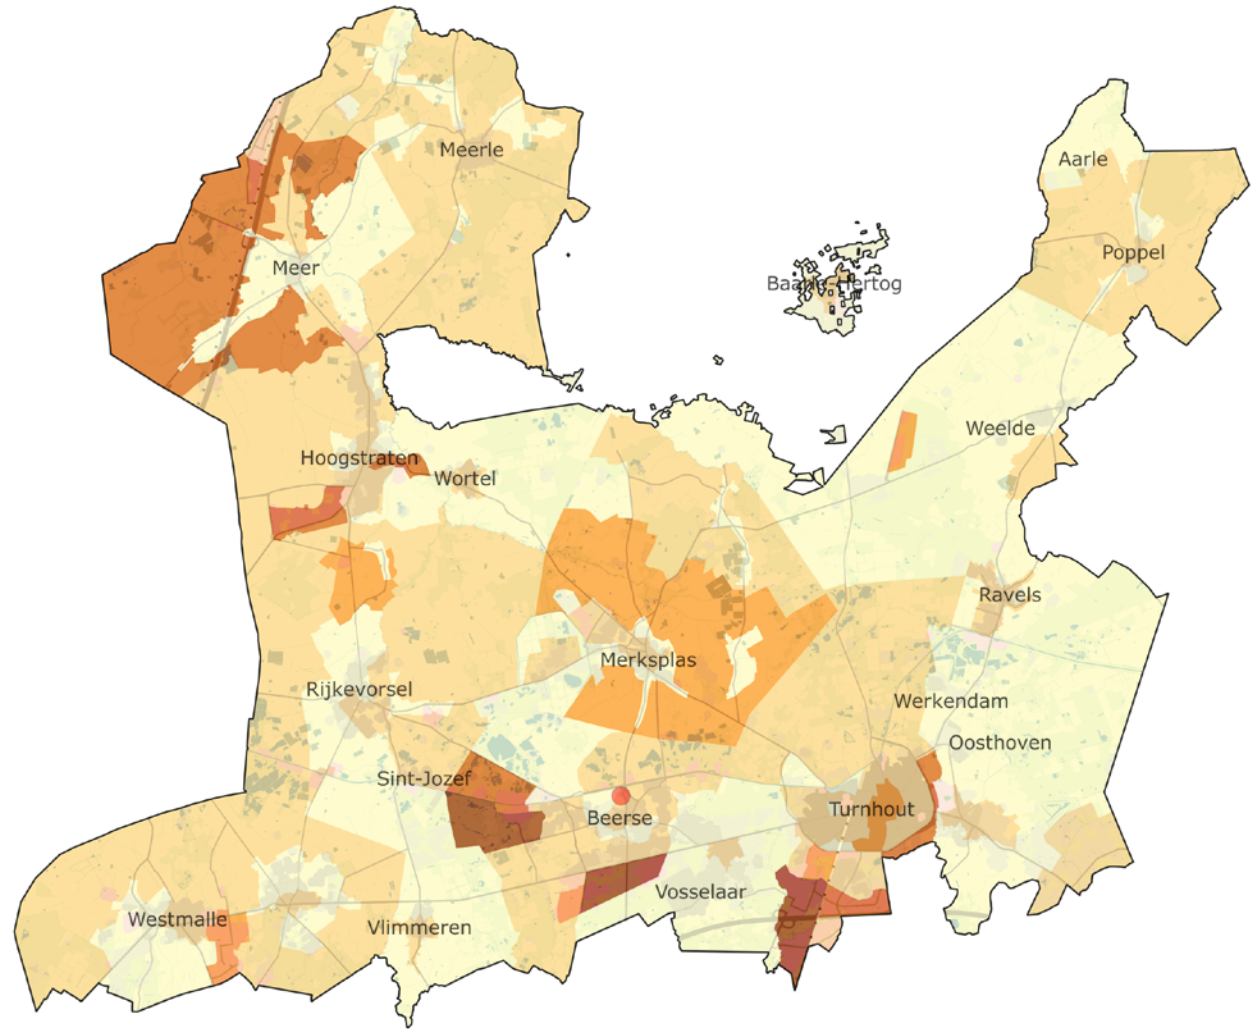 Meerle
Aarle
Poppel
Meer
Baarle-Hertog
Weelde
Hoogstraten
Wortel
Ravels
Merksplas
Rijkevorsel
Werkendam
Oosthoven
Sint-Jozef
Turnhout
Beerse
Vosselaar
Westmalle
Vlimmeren